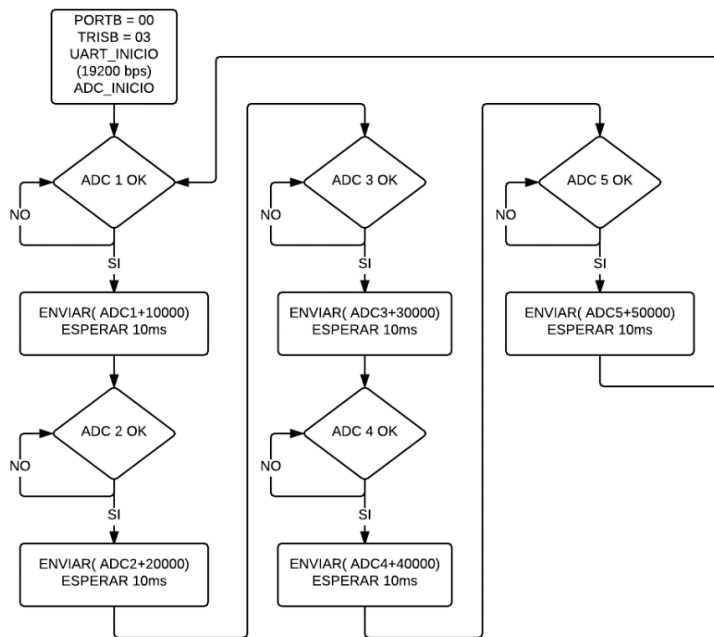 PORTB = 00
TRISB = 03
UART_INICIO
(19200 bps)
ADC_INICIO
ADC 1 OK
NO
SI
ENVIAR( ADC1+10000)
ESPERAR 10ms
ADC 2 OK
NO
SI
ENVIAR( ADC2+20000)
ESPERAR 10ms
ADC 3 OK
NO
SI
ENVIAR( ADC3+30000)
ESPERAR 10ms
ADC 4 OK
NO
SI
ENVIAR( ADC4+40000)
ESPERAR 10ms
ADC 5 OK
NO
SI
ENVIAR( ADC5+50000)
ESPERAR 10ms